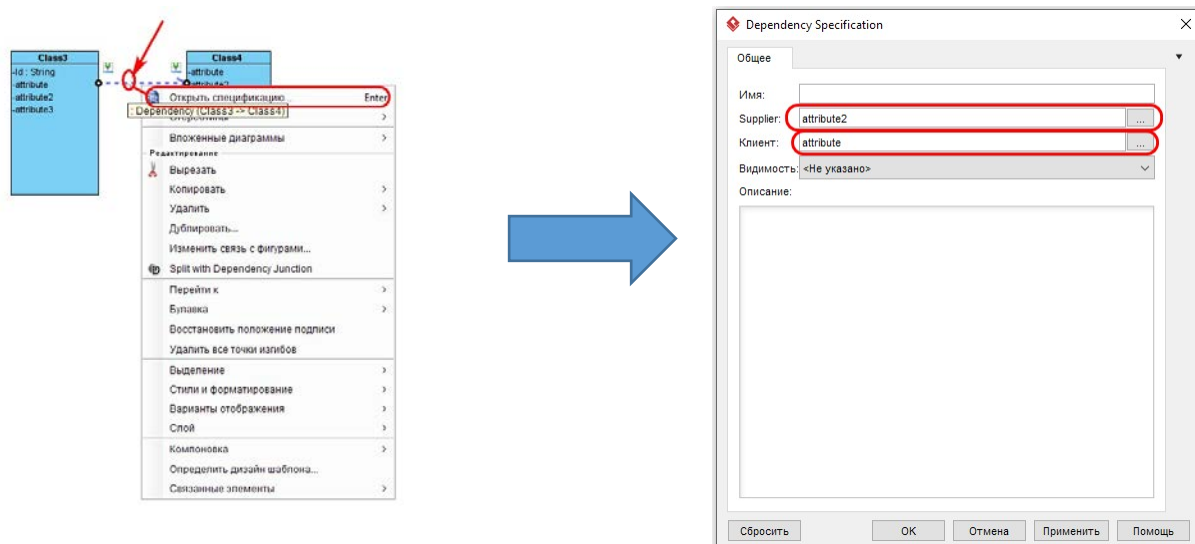 Class3
-Id : String
-attribute
-attribute2
-attribute3
Class4
-attribute
-attribute2
Открыть спецификацию... Enter
: Dependency (Class3 -> Class4)
Вложенные диаграммы
Редактирование
Вырезать
Копировать
Удалить
Дублировать...
Изменить связь с фигурами...
Split with Dependency Junction
Перейти к
Булавка
Восстановить положение подписи
Удалить все точки изгибов
Выделение
Стили и форматирование
Варианты отображения
Слой
Компоновка
Определить дизайн шаблона...
Связанные элементы
Dependency Specification
Общее
Имя:
Supplier: attribute2 ...
Клиент: attribute ...
Видимость: <Не указано>
Описание:
Сбросить OK Отмена Применить Помощь